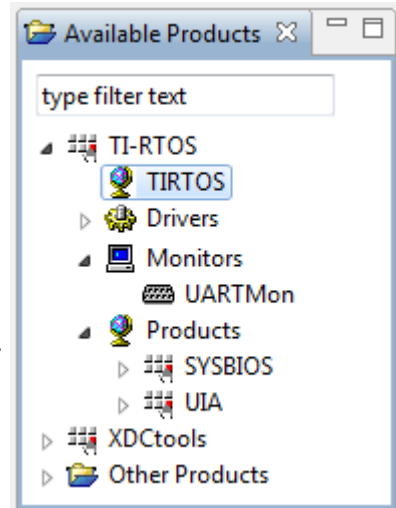 Available Products
type filter text
TI-RTOS
TIRTOS
Drivers
Monitors
UARTMon
Products
SYSBIOS
UIA
XDCtools
Other Products